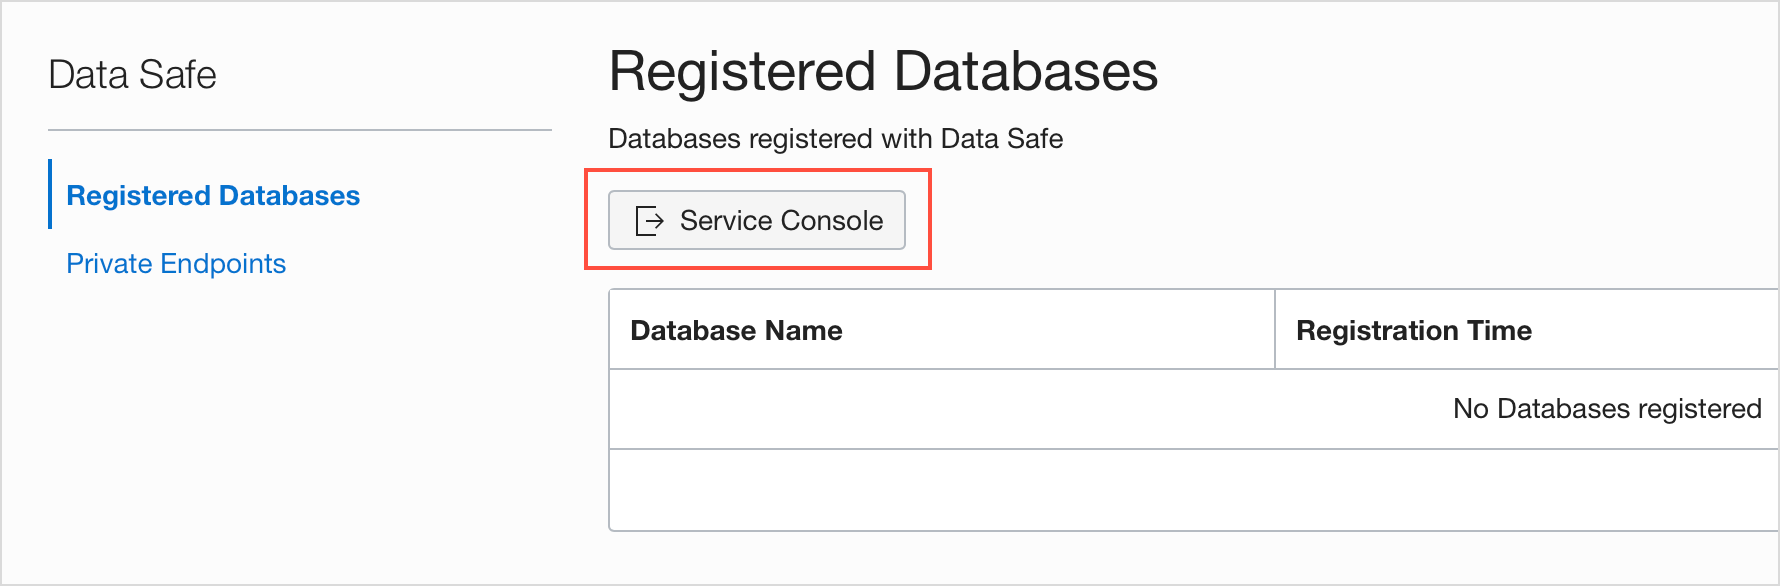 Data Safe
Registered Databases
Private Endpoints
Registered Databases
Databases registered with Data Safe
Service Console
Database Name
Registration Time
No Databases registered